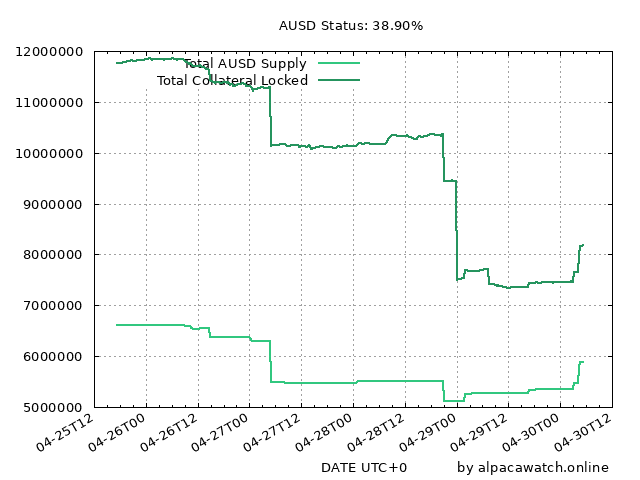 AUSD Status: 38.90%
12000000
11000000
10000000
9000000
8000000
7000000
6000000
5000000
Total AUSD Supply
Total Collateral Locked
04-25T12
04-26T00
04-26T12
04-27T00
04-27T12
04-28T00
04-28T12
04-29T00
04-29T12
04-30T00
04-30T12
DATE UTC+0
by alpacawatch.online